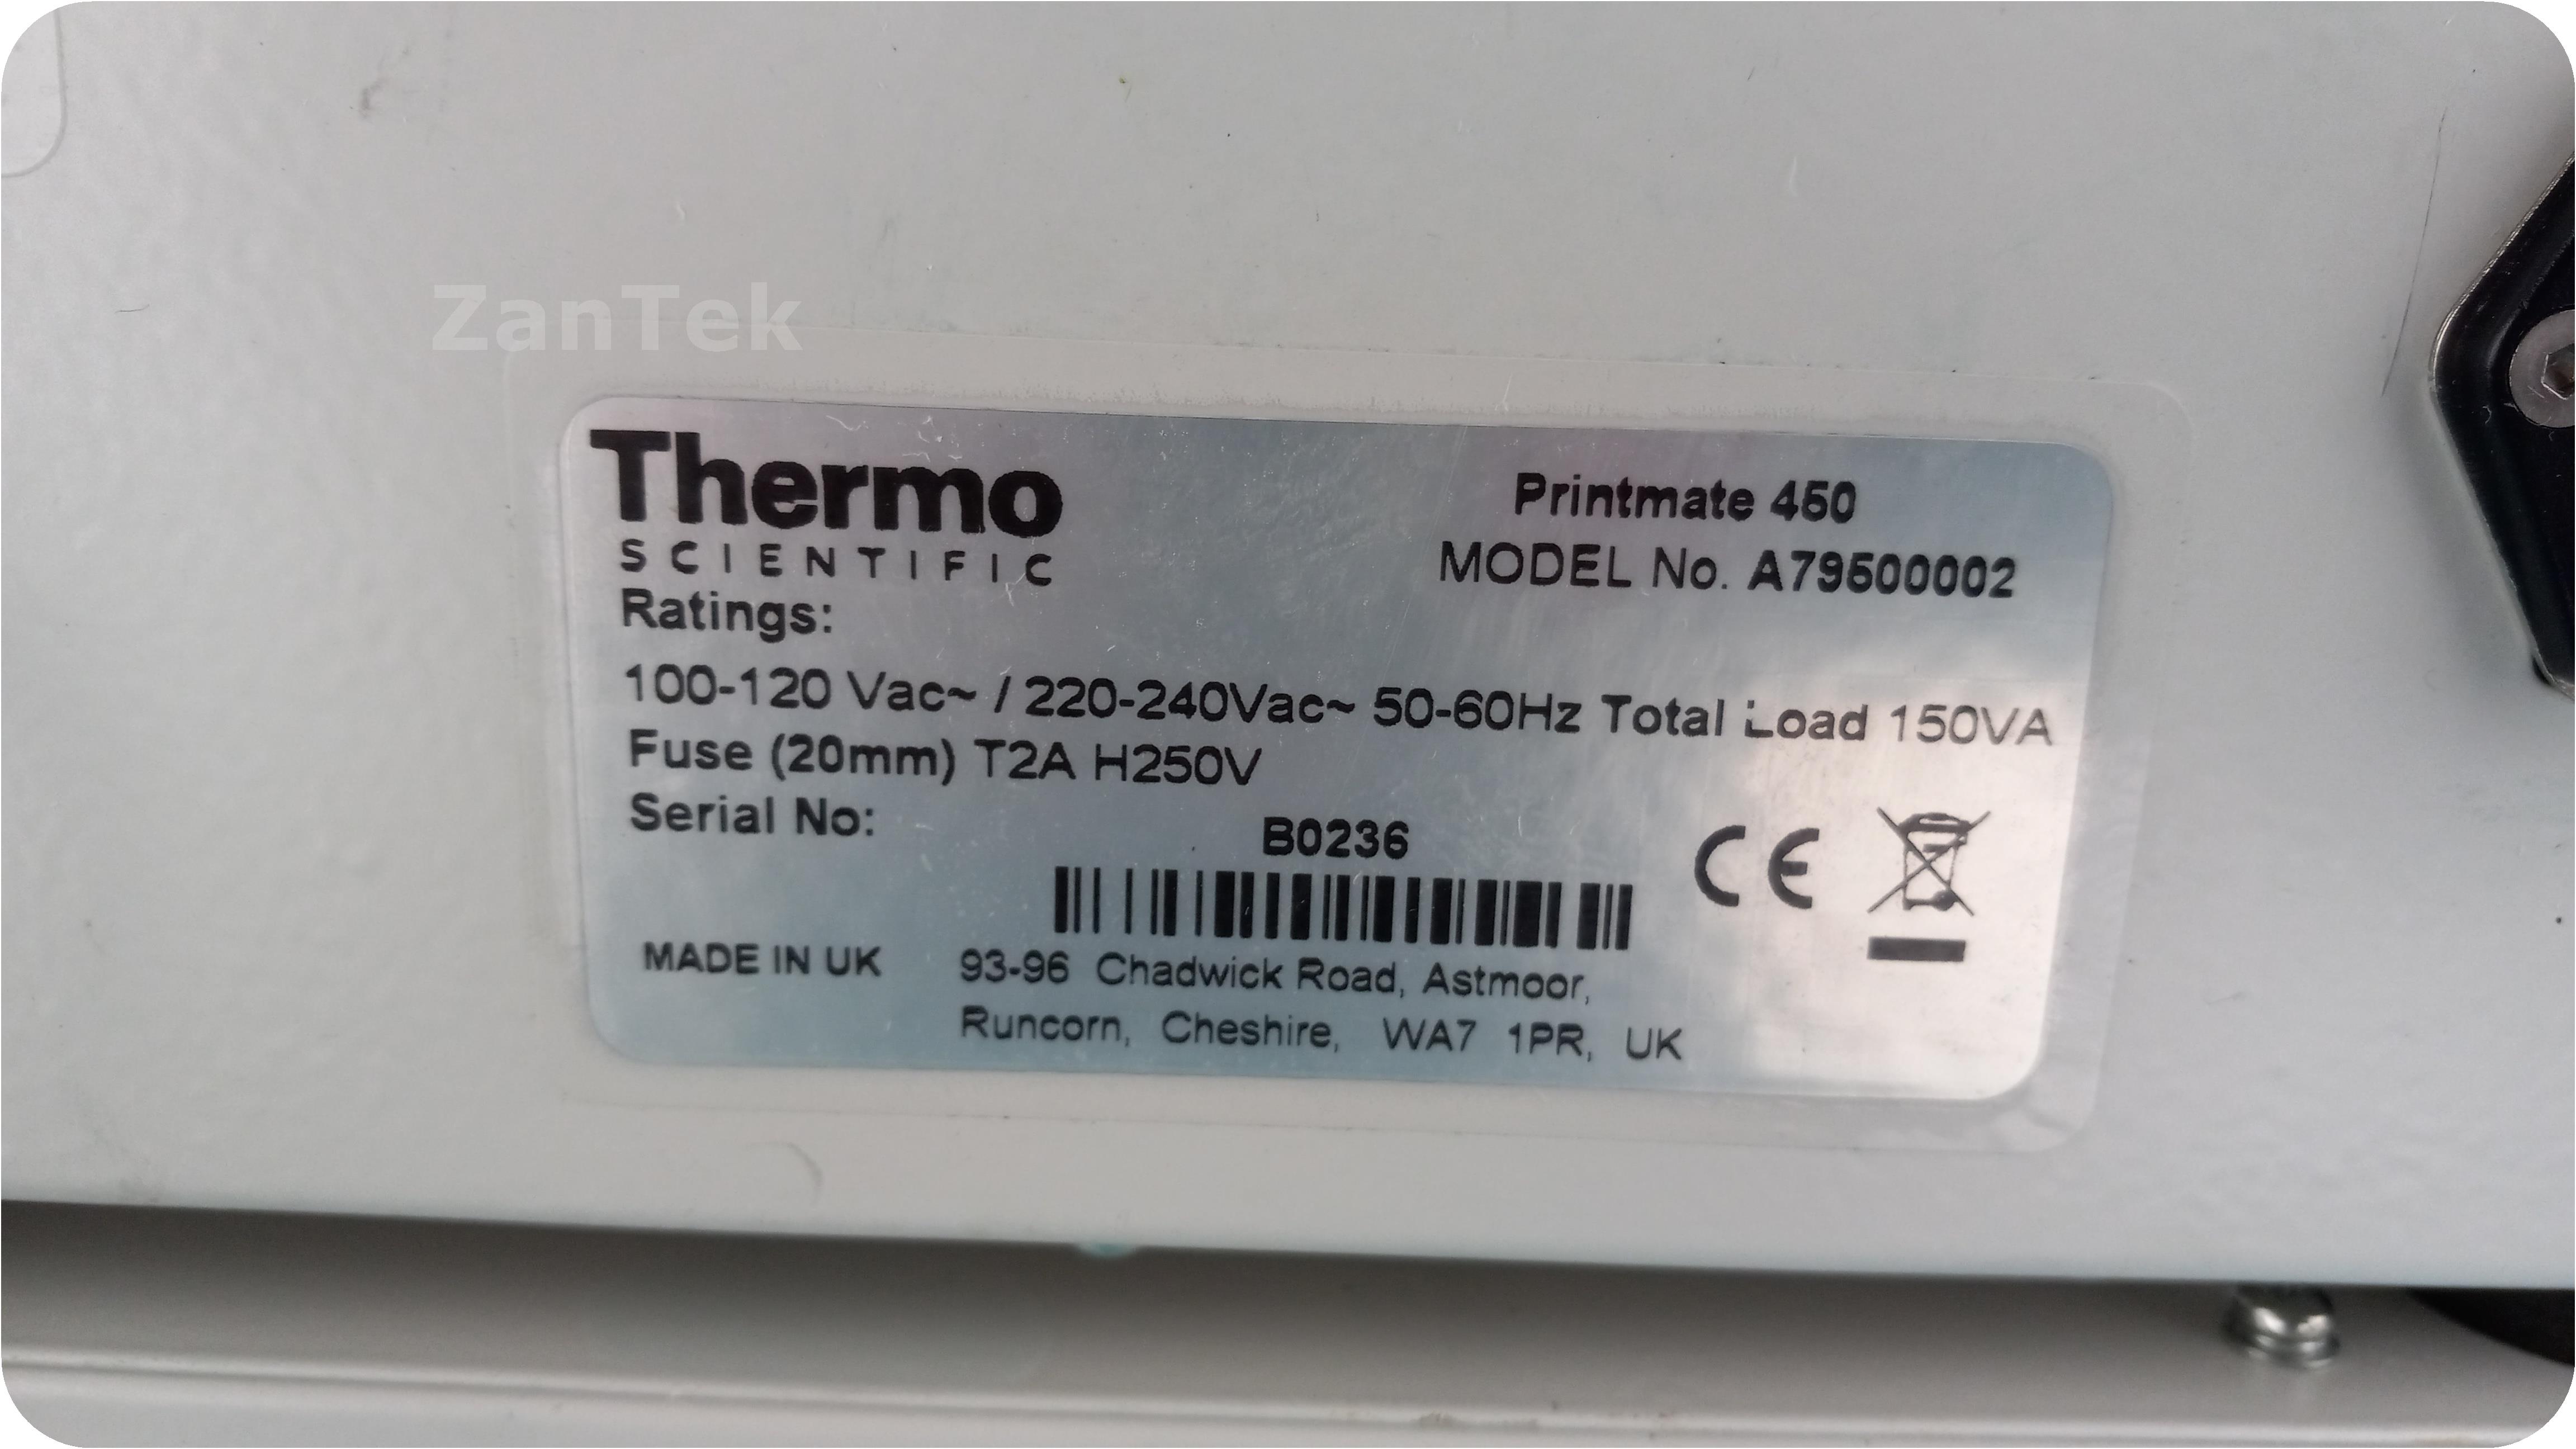 ZanTek
Thermo
SCIENTIFIC
Printmate 450
MODEL No. A79500002
Ratings:
100-120 Vac~ / 220-240Vac~ 50-60Hz Total Load 150VA
Fuse (20mm) T2A H250V
Serial No:
B0236
CE
MADE IN UK
93-96 Chadwick Road, Astmoor,
Runcorn, Cheshire, WA7 1PR, UK